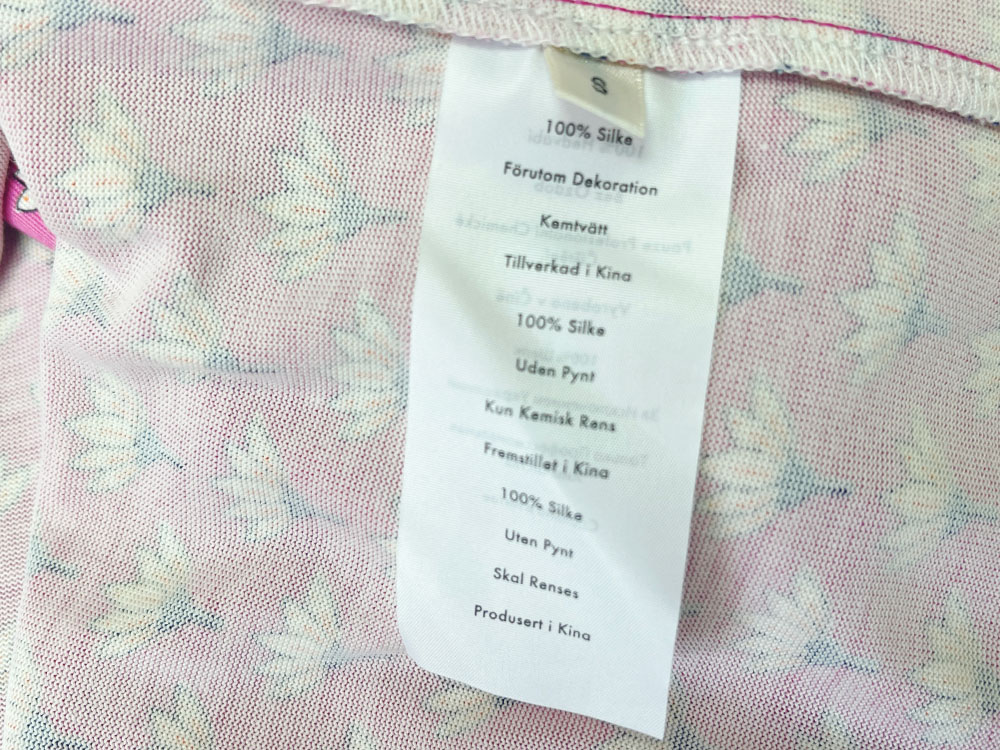 S
100% Silke
Förutom Dekoration
Kemtvätt
Tillverkad i Kina
100% Silke
Uden Pynt
Kun Kemisk Rens
Fremstillet i Kina
100% Silke
Uten Pynt
Skal Renses
Produsert i Kina